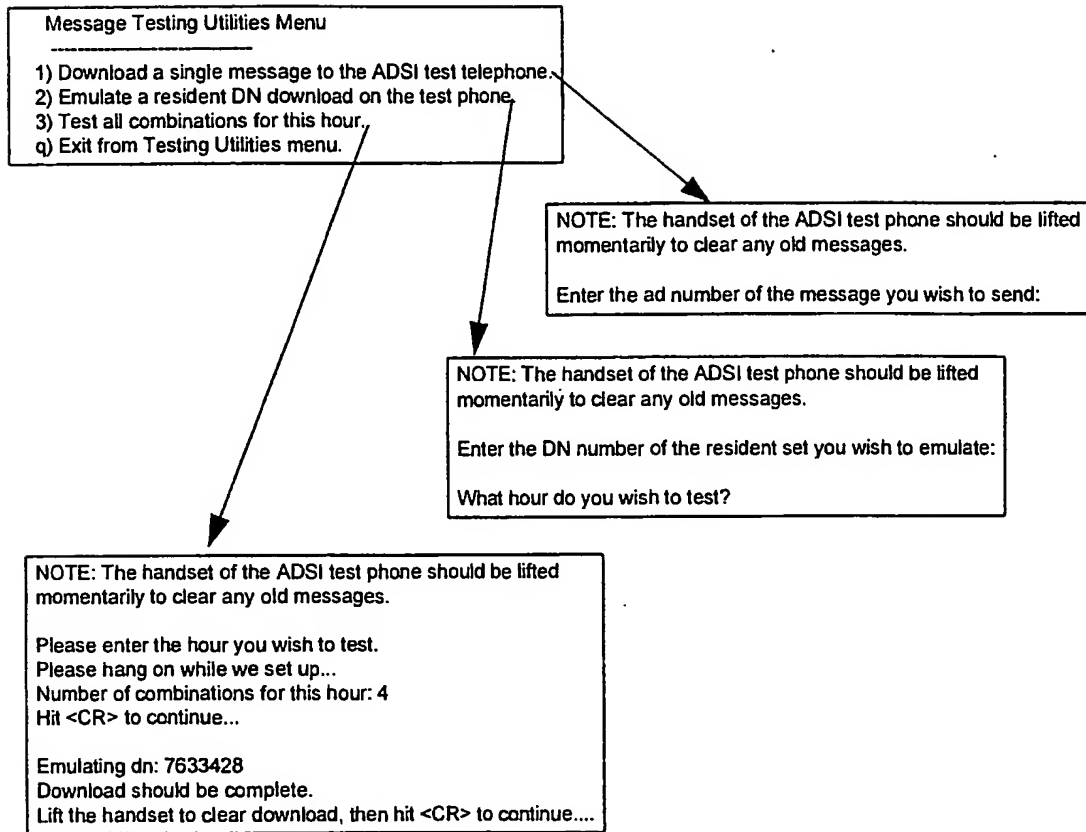 Message Testing Utilities Menu
1) Download a single message to the ADSI test telephone.
2) Emulate a resident DN download on the test phone.
3) Test all combinations for this hour.
q) Exit from Testing Utilities menu.
NOTE: The handset of the ADSI test phone should be lifted
momentarily to clear any old messages.
Enter the ad number of the message you wish to send:
NOTE: The handset of the ADSI test phone should be lifted
momentarily to clear any old messages.
Enter the DN number of the resident set you wish to emulate:
What hour do you wish to test?
NOTE: The handset of the ADSI test phone should be lifted
momentarily to clear any old messages.
Please enter the hour you wish to test.
Please hang on while we set up...
Number of combinations for this hour: 4
Hit <CR> to continue...
Emulating dn: 7633428
Download should be complete.
Lift the handset to clear download, then hit <CR> to continue....